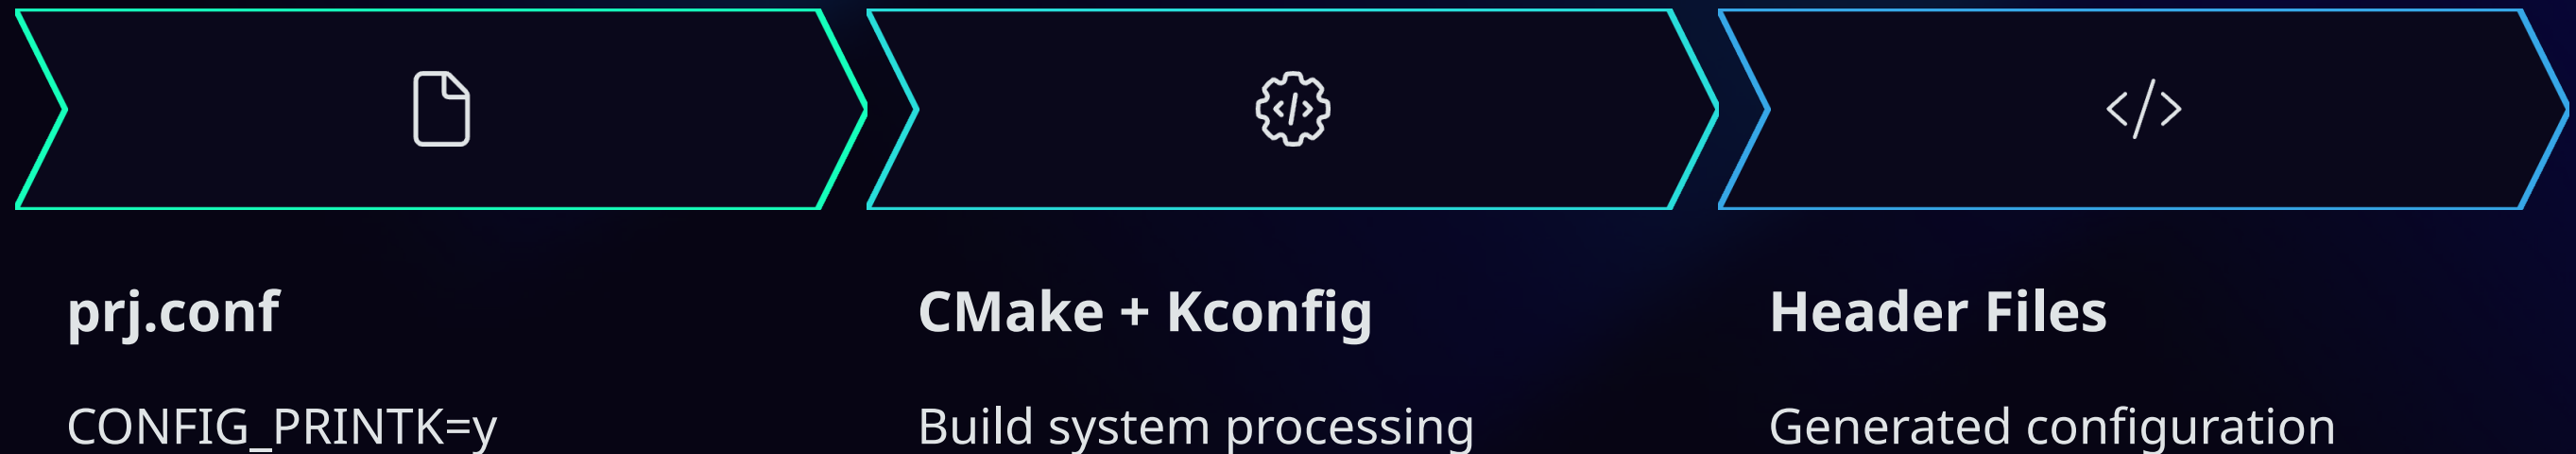 prj.conf
CONFIG_PRINTK=y
CMake + Kconfig
Build system processing
Header Files
Generated configuration